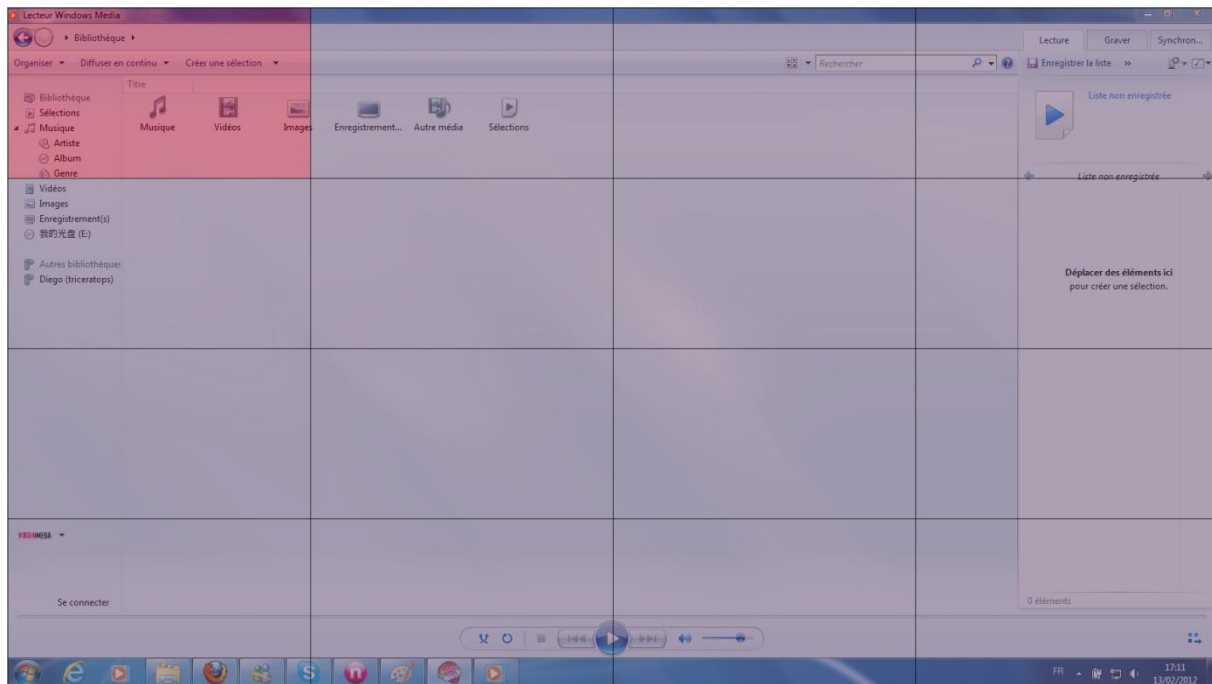 Lecteur Windows Media
Bibliothèque
Lecture Graver Synchron...
Organiser Diffuser en continu Créer une sélection Rechercher Enregistrer la liste »
Titre
Bibliothèque
Sélections
Musique
Artiste
Album
Genre
Vidéos
Images
Enregistrement(s)
我的光盘 (E:)
Autres bibliothèque:
Diego (triceratops)
Musique Vidéos Images Enregistrement... Autre média Sélections
Liste non enregistrée
Liste non enregistrée
Déplacer des éléments ici
pour créer une sélection.
VIRGINMEGA
Se connecter
0 éléments
FR
17:11
13/02/2012